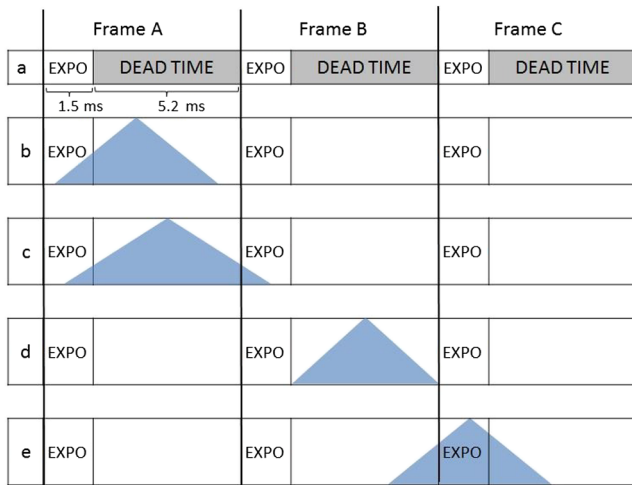 Frame A Frame B Frame C
a EXPO DEAD TIME EXPO DEAD TIME EXPO DEAD TIME
1.5 ms 5.2 ms
b EXPO EXPO EXPO
c EXPO EXPO EXPO
d EXPO EXPO EXPO
e EXPO EXPO EXPO